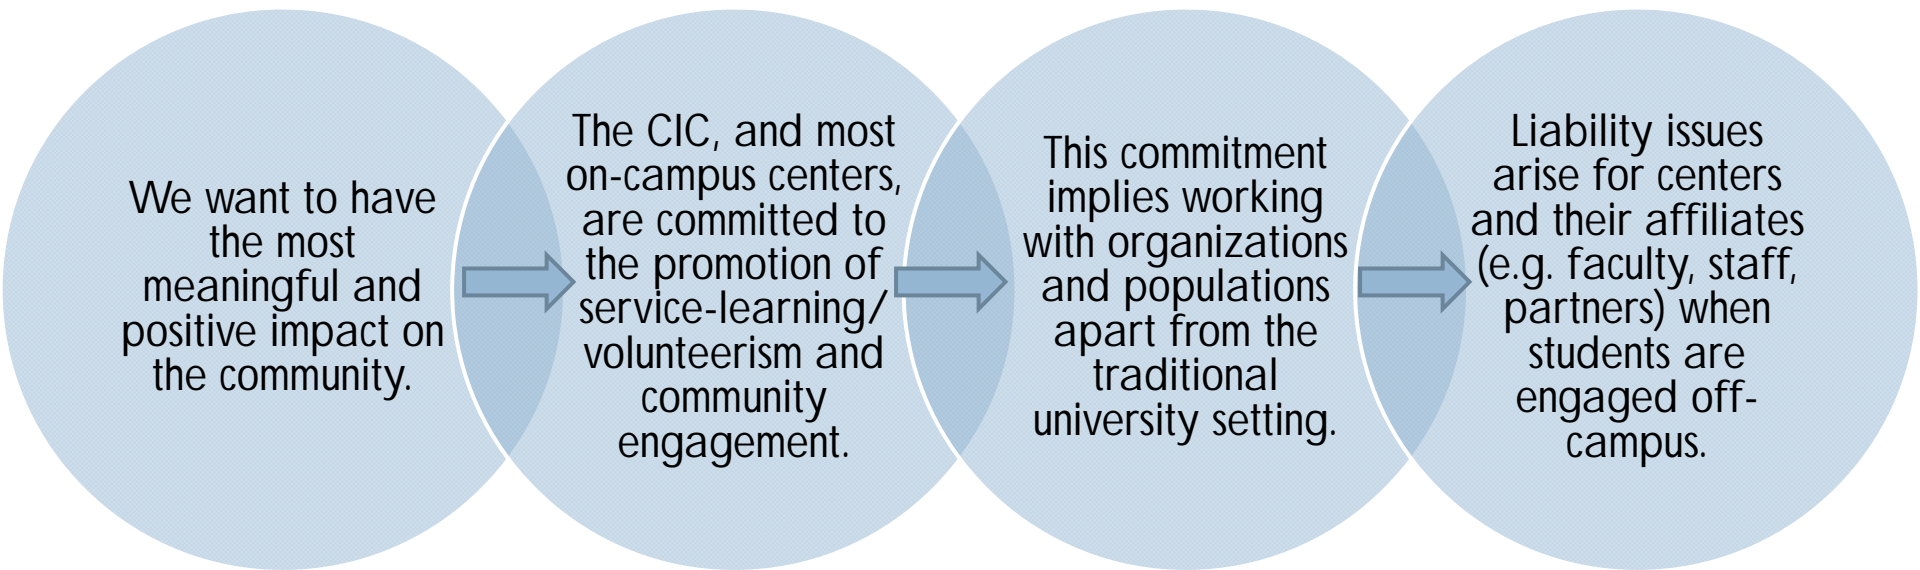 We want to have
the most
meaningful and
positive impact on
the community.
The CIC, and most
on-campus centers,
are committed to
the promotion of
service-learning/
volunteerism and
community
engagement.
This commitment
implies working
with organizations
and populations
apart from the
traditional
university setting.
Liability issues
arise for centers
and their affiliates
(e.g. faculty, staff,
partners) when
students are
engaged off-
campus.